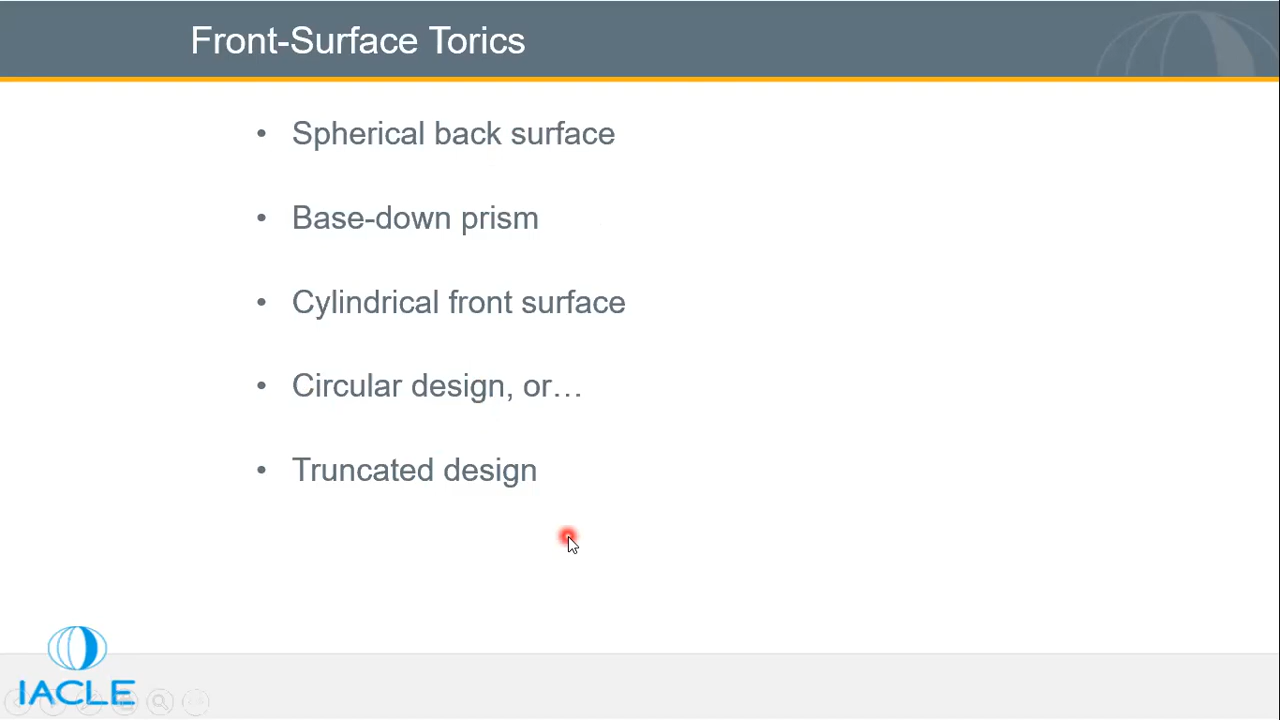 Front-Surface Torics
• Spherical back surface
• Base-down prism
• Cylindrical front surface
• Circular design, or…
• Truncated design
IACLE